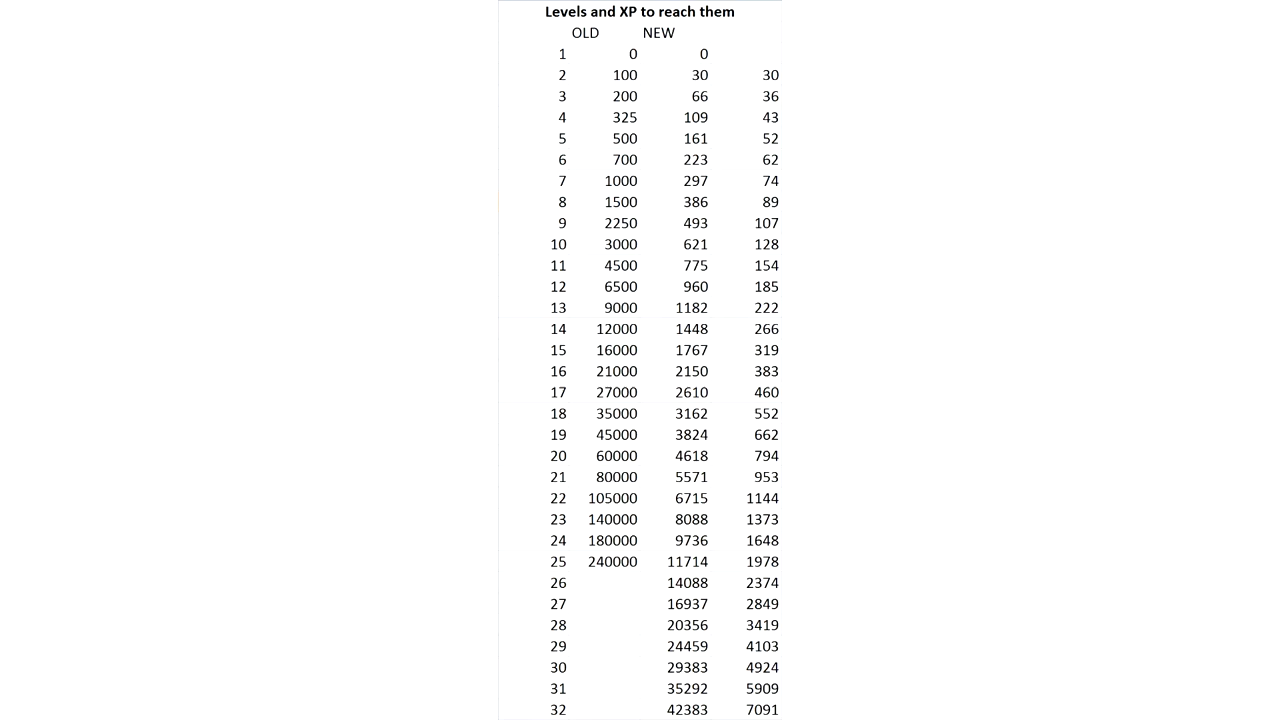 Levels and XP to reach them
OLD NEW
1 0 0
2 100 30 30
3 200 66 36
4 325 109 43
5 500 161 52
6 700 223 62
7 1000 297 74
8 1500 386 89
9 2250 493 107
10 3000 621 128
11 4500 775 154
12 6500 960 185
13 9000 1182 222
14 12000 1448 266
15 16000 1767 319
16 21000 2150 383
17 27000 2610 460
18 35000 3162 552
19 45000 3824 662
20 60000 4618 794
21 80000 5571 953
22 105000 6715 1144
23 140000 8088 1373
24 180000 9736 1648
25 240000 11714 1978
26 14088 2374
27 16937 2849
28 20356 3419
29 24459 4103
30 29383 4924
31 35292 5909
32 42383 7091